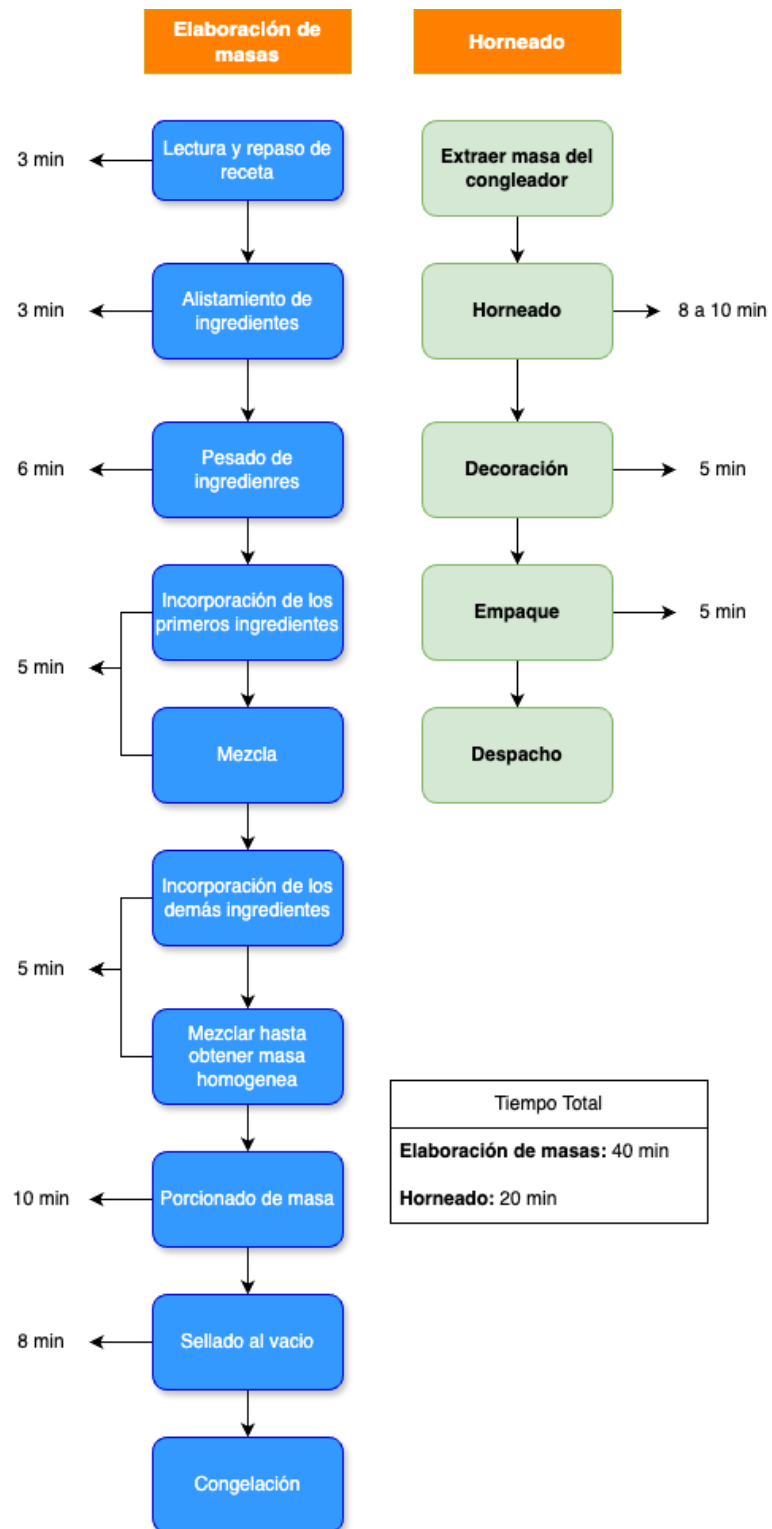 Elaboración de
masas
Horneado
3 min
Lectura y repaso de
receta
Extraer masa del
congleador
3 min
Alistamiento de
ingredientes
Horneado
8 a 10 min
6 min
Pesado de
ingredienres
Decoración
5 min
Incorporación de los
primeros ingredientes
Empaque
5 min
5 min
Mezcla
Despacho
Incorporación de los
demás ingredientes
5 min
Mezclar hasta
obtener masa
homogenea
Tiempo Total
Elaboración de masas: 40 min
Horneado: 20 min
10 min
Porcionado de masa
8 min
Sellado al vacio
Congelación